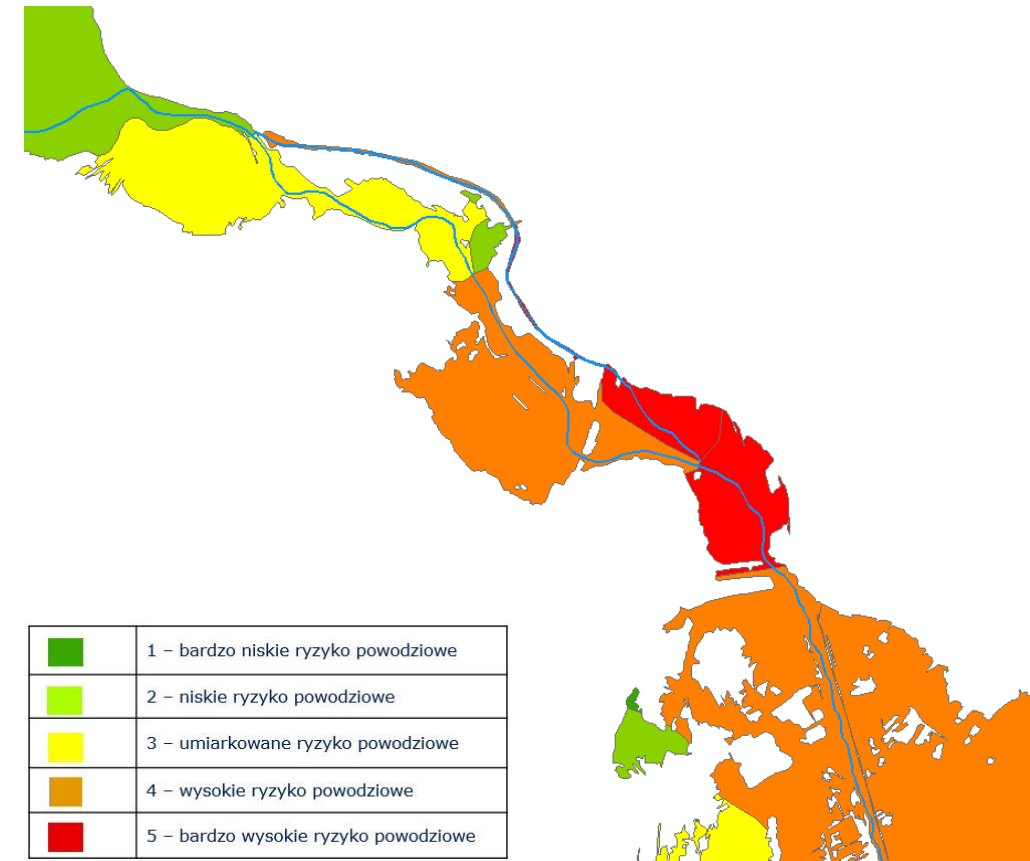 1 – bardzo niskie ryzyko powodziowe
2 – niskie ryzyko powodziowe
3 – umiarkowane ryzyko powodziowe
4 – wysokie ryzyko powodziowe
5 – bardzo wysokie ryzyko powodziowe